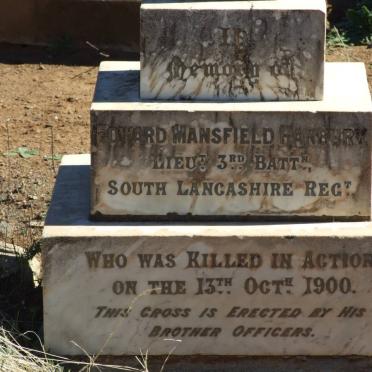 In
Memory of
EDWARD MANSFIELD HANBURY
LIEUT. 3RD BATTN,
SOUTH LANCASHIRE REGT.
WHO WAS KILLED IN ACTION
ON THE 13TH OCTR 1900.
THIS CROSS IS ERECTED BY HIS
BROTHER OFFICERS.